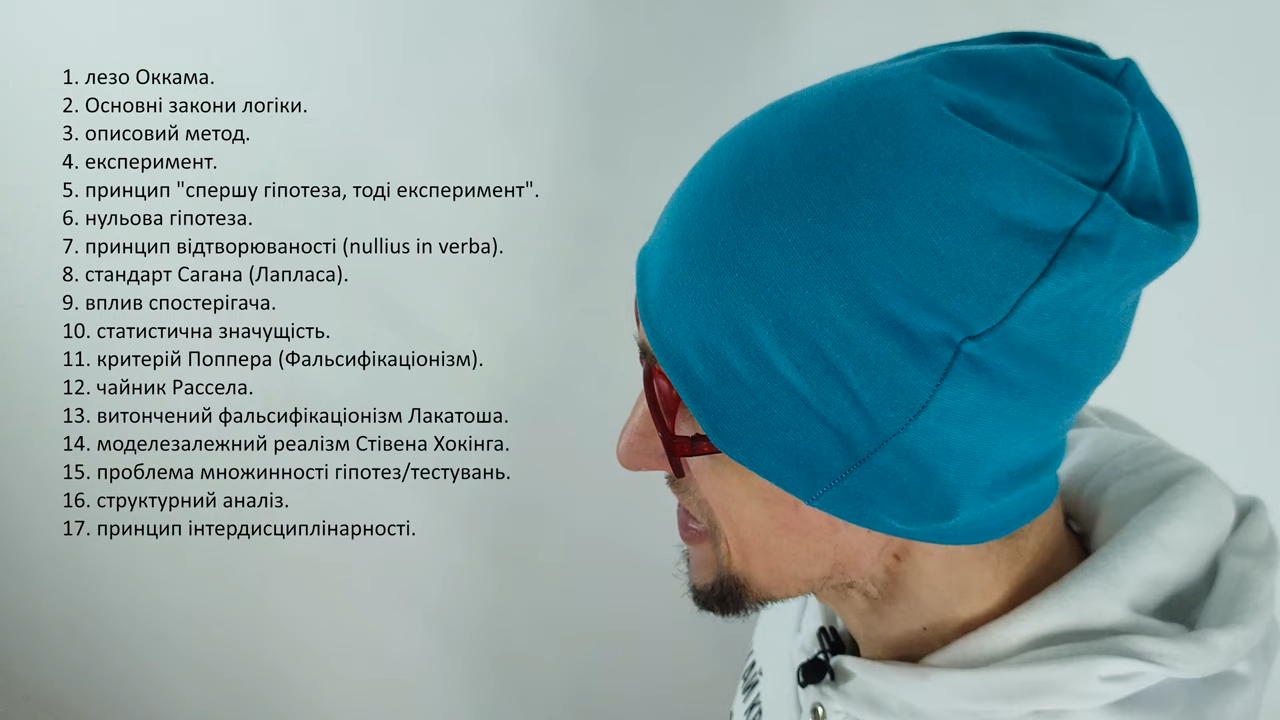 1. лезо Оккама.
2. Основні закони логіки.
3. описовий метод.
4. експеримент.
5. принцип "спершу гіпотеза, тоді експеримент".
6. нульова гіпотеза.
7. принцип відтворюваності (nullius in verba).
8. стандарт Сагана (Лапласа).
9. вплив спостерігача.
10. статистична значущість.
11. критерій Поппера (Фальсифікаціонізм).
12. чайник Рассела.
13. витончений фальсифікаціонізм Лакатоша.
14. моделезалежний реалізм Стівена Хокінга.
15. проблема множинності гіпотез/тестувань.
16. структурний аналіз.
17. принцип інтердисциплінарності.